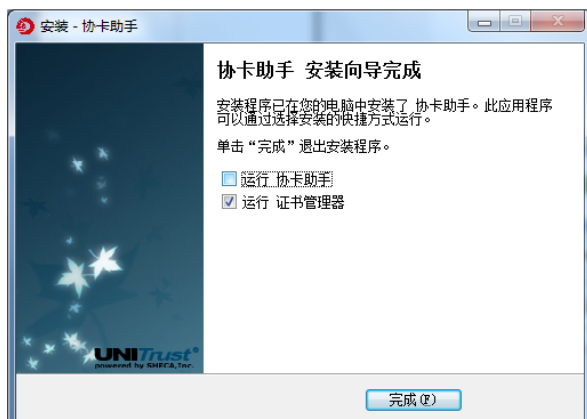 安装 - 协卡助手
协卡助手 安装向导完成
安装程序已在您的电脑中安装了 协卡助手。此应用程序
可以通过选择安装的快捷方式运行。
单击“完成”退出安装程序。
运行 协卡助手
运行 证书管理器
UNITrust®
powered by SHECA,Inc.
完成(F)